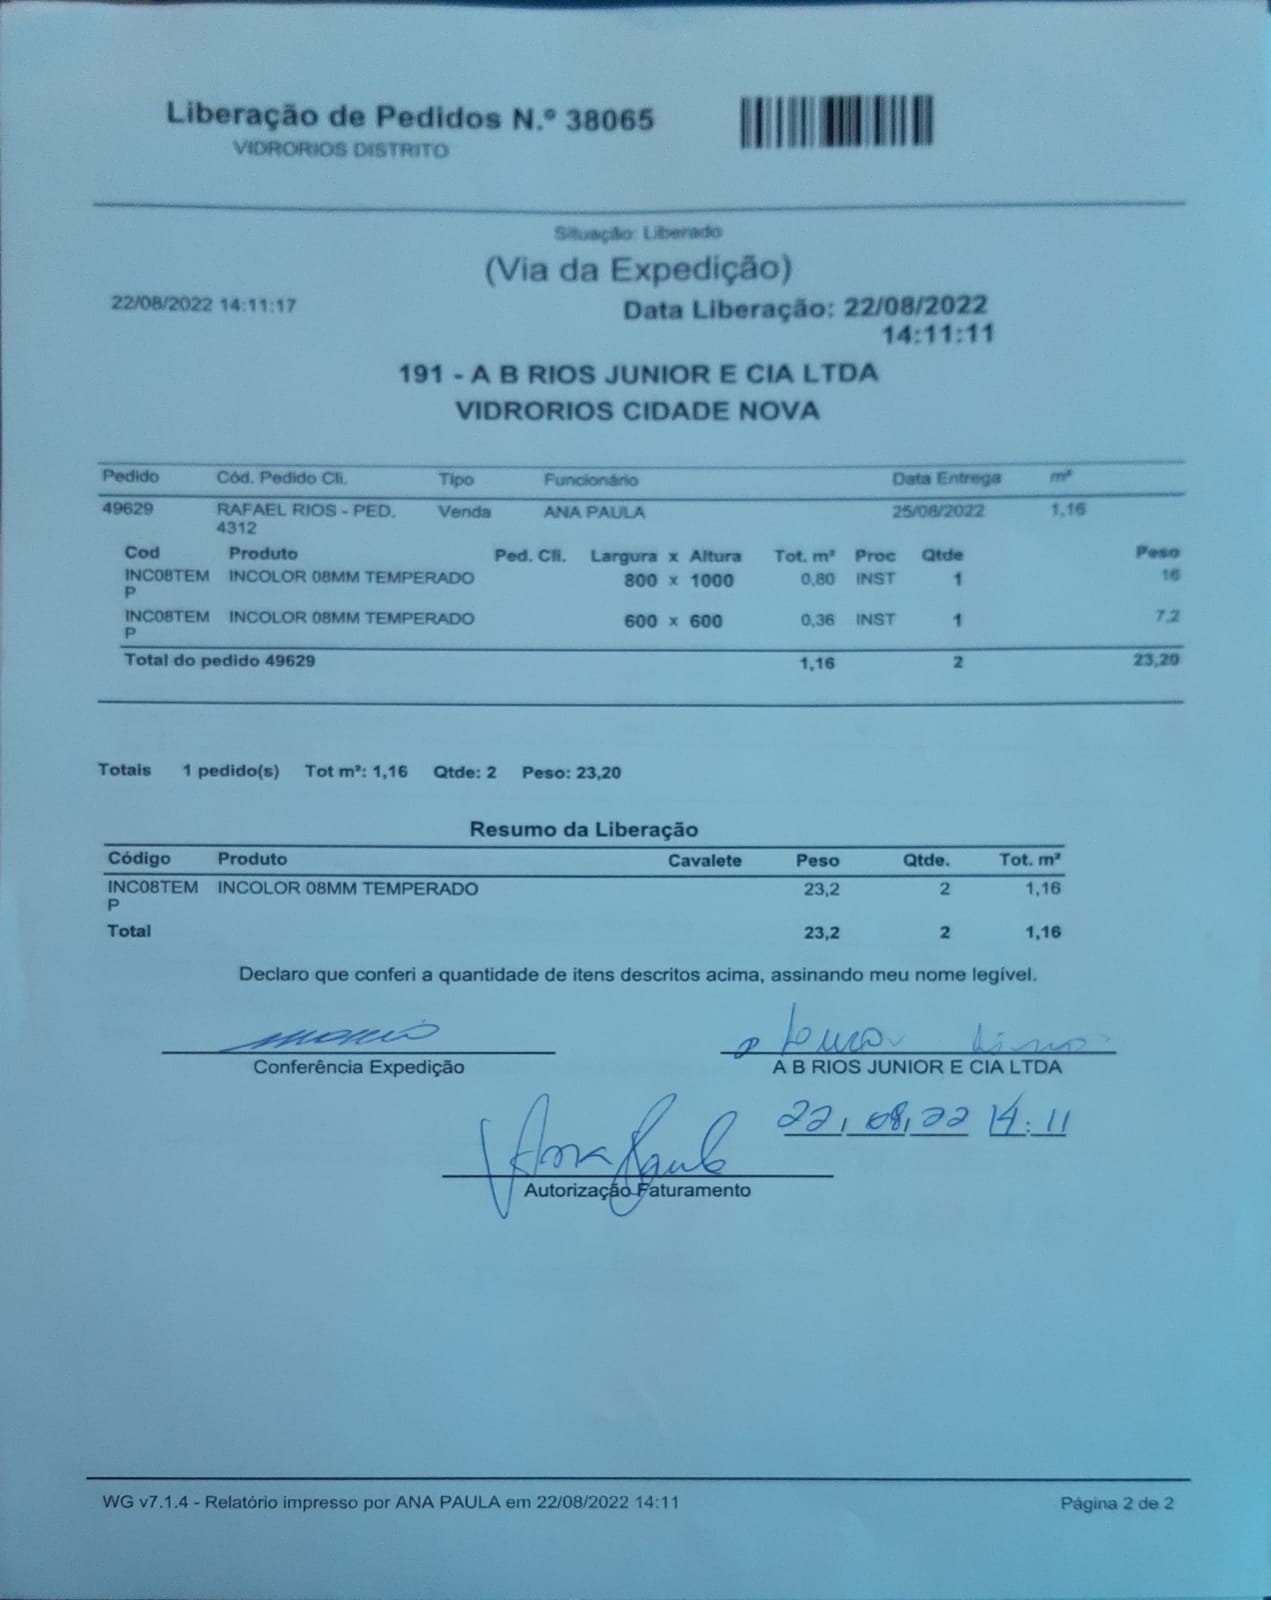 Liberação de Pedidos N.º 38065
VIDRORIOS DISTRITO
Situação: Liberado
(Via da Expedição)
22/08/2022 14:11:17
Data Liberação: 22/08/2022
14:11:11
191 - A B RIOS JUNIOR E CIA LTDA
VIDRORIOS CIDADE NOVA
Pedido Cód. Pedido Cli. Tipo Funcionário Data Entrega m²
49629 RAFAEL RIOS - PED. Venda ANA PAULA 25/08/2022 1,16
4312
Cod Produto Ped. Cli. Largura x Altura Tot. m² Proc Qtde Peso
INC08TEM INCOLOR 08MM TEMPERADO 800 x 1000 0,80 INST 1 16
P
INC08TEM INCOLOR 08MM TEMPERADO 600 x 600 0,36 INST 1 7,2
P
Total do pedido 49629 1,16 2 23,20
Totais 1 pedido(s) Tot m²: 1,16 Qtde: 2 Peso: 23,20
Resumo da Liberação
Código Produto Cavalete Peso Qtde. Tot. m²
INC08TEM INCOLOR 08MM TEMPERADO 23,2 2 1,16
P
Total 23,2 2 1,16
Declaro que conferi a quantidade de itens descritos acima, assinando meu nome legível.
Conferência Expedição
A B RIOS JUNIOR E CIA LTDA
22, 08, 22 14:11
Ana Paula
Autorização Faturamento
WG v7.1.4 - Relatório impresso por ANA PAULA em 22/08/2022 14:11
Página 2 de 2